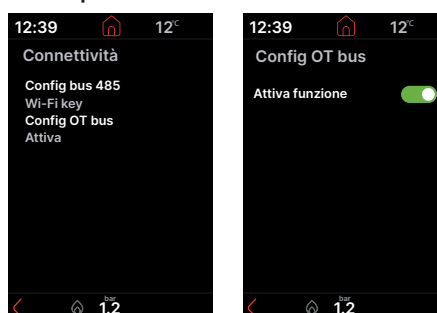 12:39 12°C
Connettività
Config bus 485
Wi-Fi key
Config OT bus
Attiva
bar
1.2
12:39 12°C
Config OT bus
Attiva funzione
bar
1.2